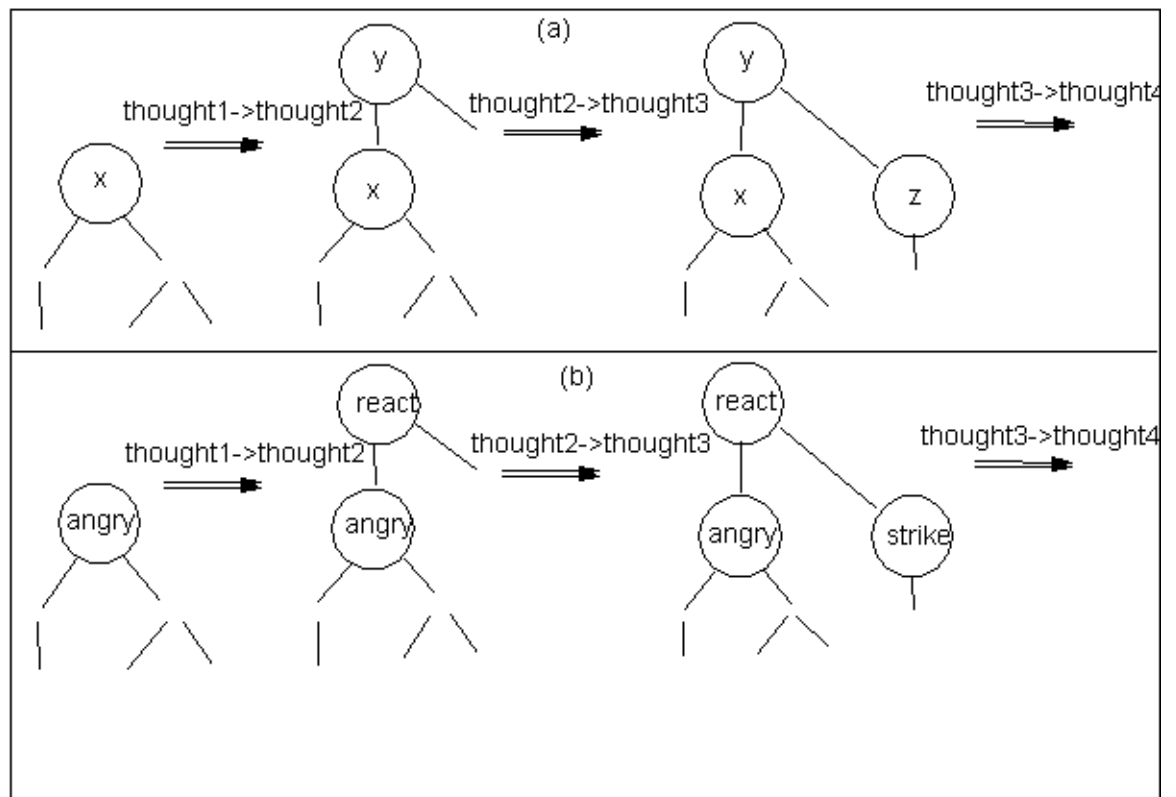 (a)
y
y
thought1->thought2
thought2->thought3
thought3->thought4
x
x
x
z
(b)
react
react
thought1->thought2
thought2->thought3
thought3->thought4
angry
angry
angry
strike